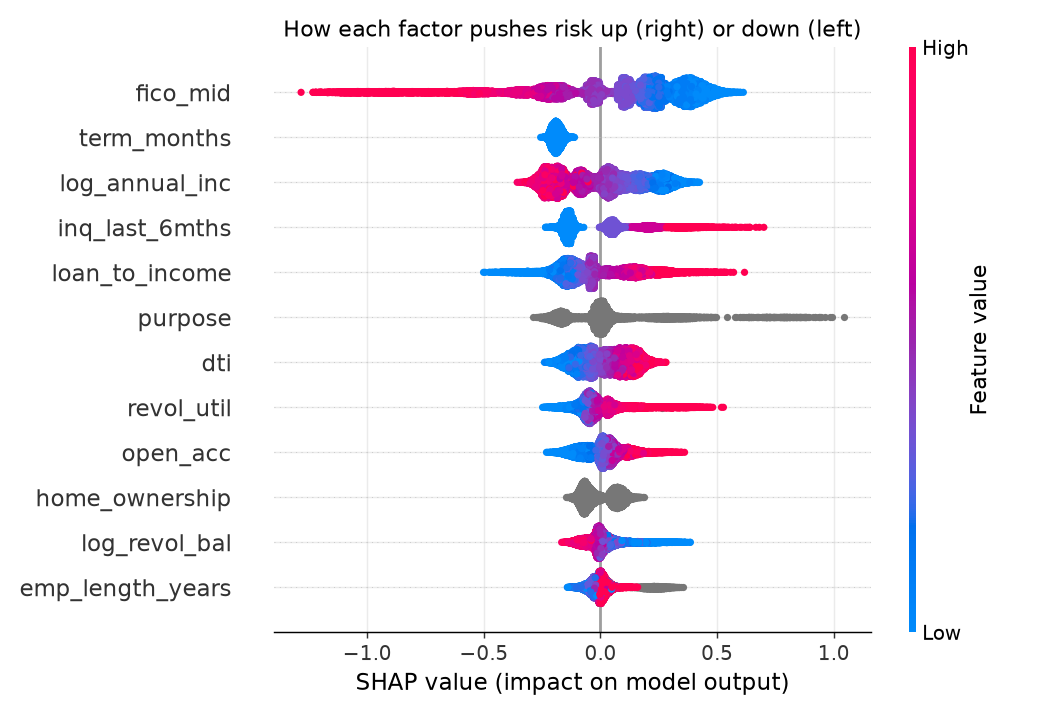 How each factor pushes risk up (right) or down (left)
High
fico_mid
term_months
log_annual_inc
inq_last_6mths
loan_to_income
purpose
dti
revol_util
open_acc
home_ownership
log_revol_bal
emp_length_years
Feature value
Low
−1.0 −0.5 0.0 0.5 1.0
SHAP value (impact on model output)